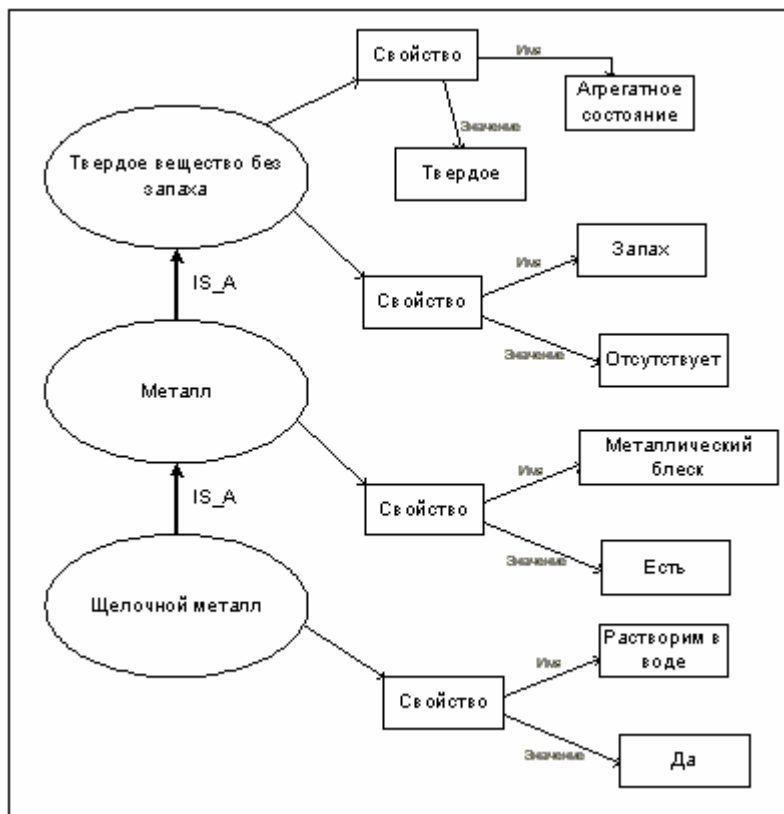 Свойство
Имя
Агрегатное
состояние
Значение
Твердое
Твердое вещество без
запаха
Запах
Имя
IS_A
Свойство
Значение
Отсутствует
Металл
Металлический
блеск
Имя
IS_A
Свойство
Значение
Есть
Щелочной металл
Растворим в
воде
Имя
Свойство
Значение
Да